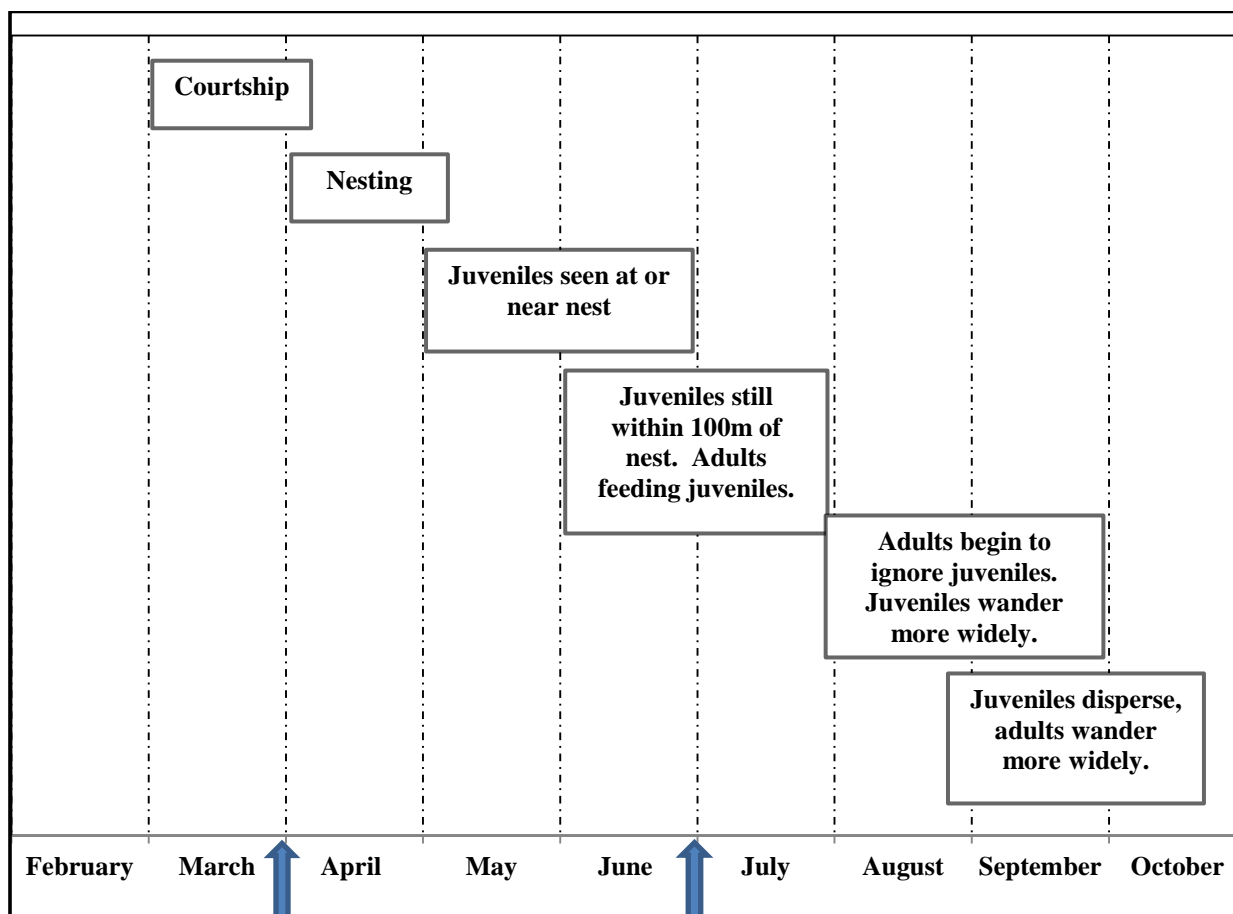 Courtship
Nesting
Juveniles seen at or
near nest
Juveniles still
within 100m of
nest.  Adults
feeding juveniles.
Adults begin to
ignore juveniles.
Juveniles wander
more widely.
Juveniles disperse,
adults wander
more widely.
February March April May June July August September October